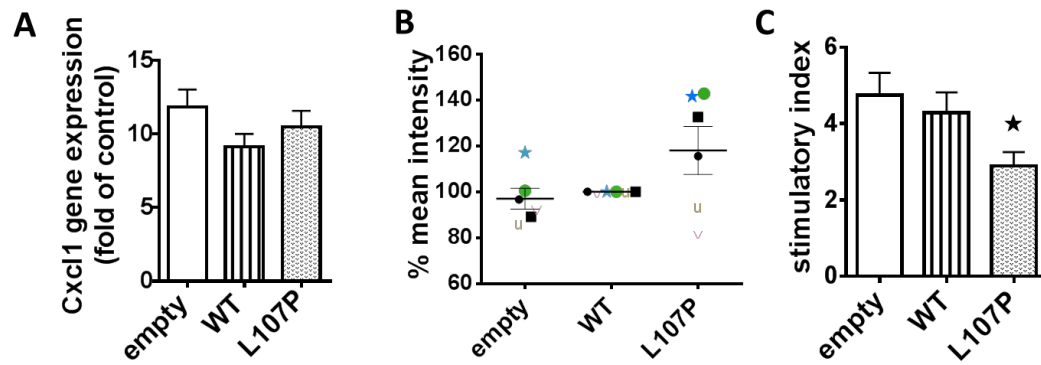 A
Cxcl1 gene expression
(fold of control)
15
10
5
0
empty
WT
L107P
B
% mean intensity
160
140
120
100
80
60
u
v
v
u
u
v
empty
WT
L107P
C
stimulatory index
6
4
2
0
empty
WT
L107P